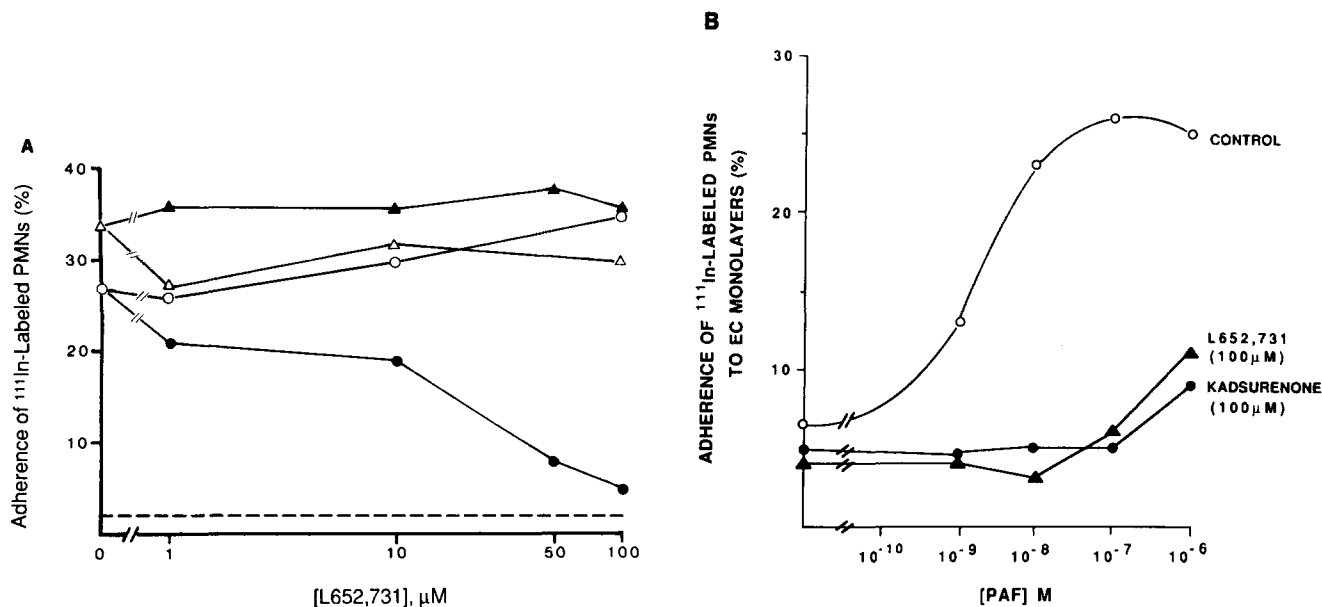 A
Adherence of ¹¹¹In-Labeled PMNs (%)
40
30
20
10
0
1
10
50
100
[L652,731], μM
B
ADHERENCE OF ¹¹¹In-LABELED PMNs
TO EC MONOLAYERS (%)
30
20
10
CONTROL
L652,731
(100μM)
KADSURENONE
(100μM)
10⁻¹⁰
10⁻⁹
10⁻⁸
10⁻⁷
10⁻⁶
[PAF] M